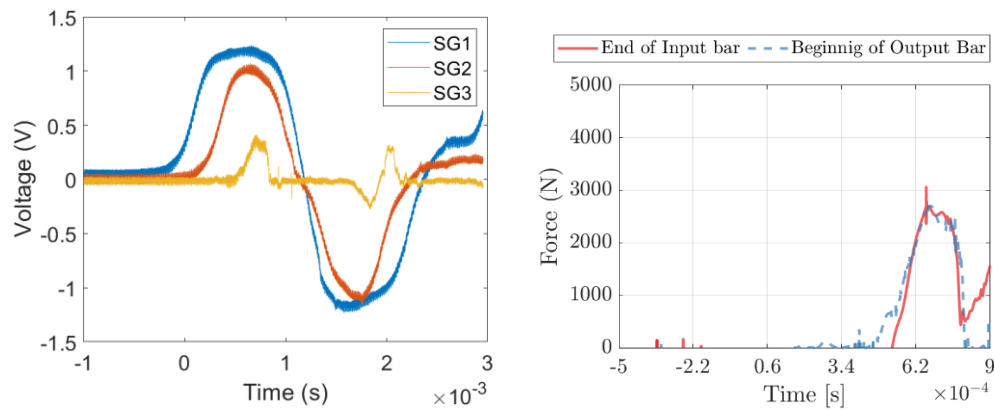 1.5
1
0.5
0
-0.5
-1
-1.5
Voltage (V)
SG1
SG2
SG3
-1 0 1 2 3
Time (s)
×10⁻³
End of Input bar Beginnig of Output Bar
5000
4000
3000
2000
1000
0
Force (N)
-5 -2.2 0.6 3.4 6.2 9
Time [s]
×10⁻⁴